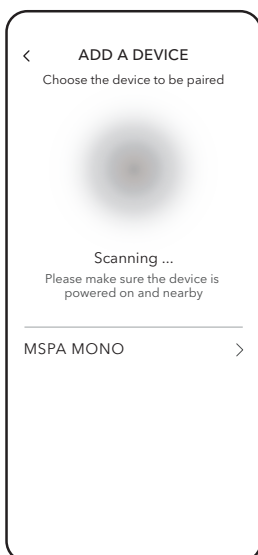 ADD A DEVICE
Choose the device to be paired
Scanning ...
Please make sure the device is
powered on and nearby
MSPA MONO